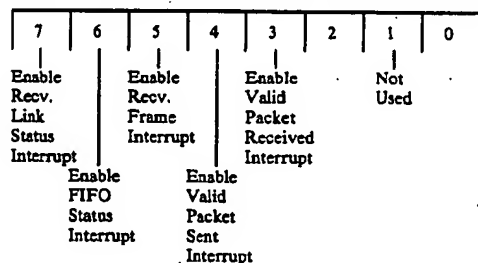 7 6 5 4 3 2 1 0
Enable
Recv.
Link
Status
Interrupt
Enable
FIFO
Status
Interrupt
Enable
Recv.
Frame
Interrupt
Enable
Valid
Packet
Sent
Interrupt
Enable
Valid
Packet
Received
Interrupt
Not
Used